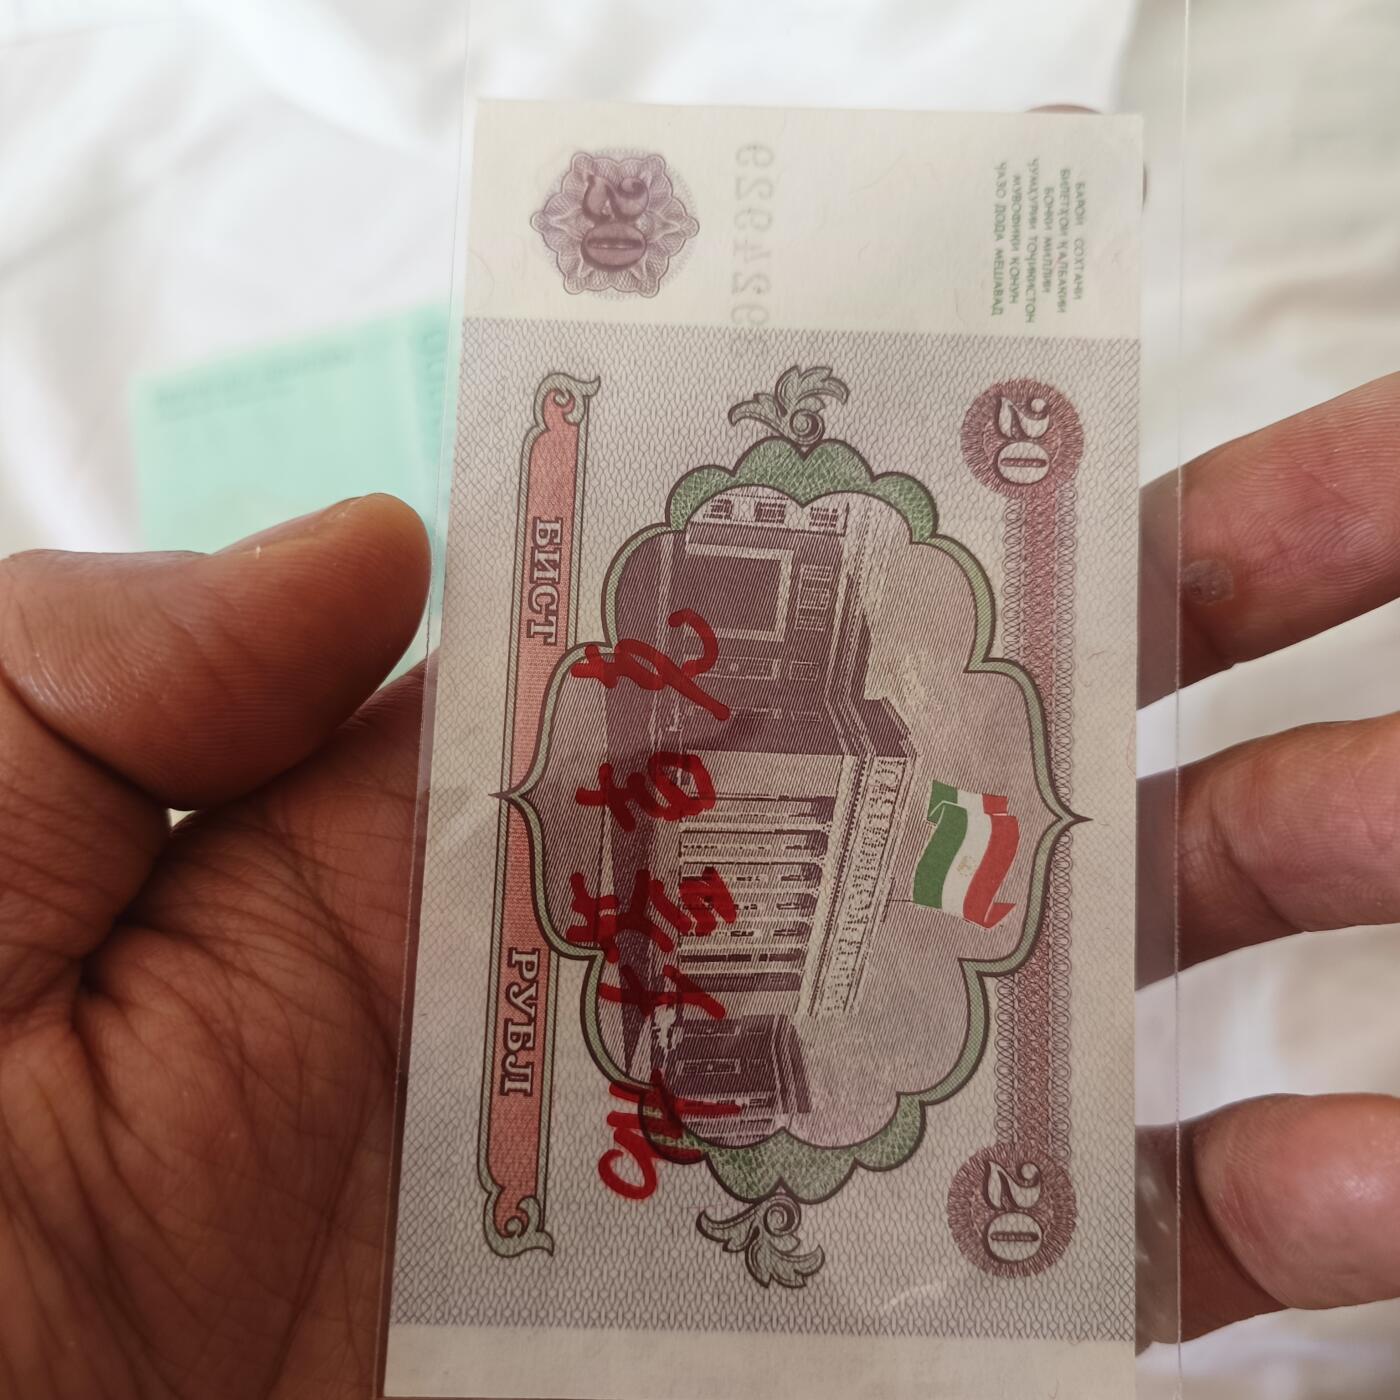 БАРОИ СОХТАНИ
БИЛЕТҲОИ ҚАЛБАКИИ
БОНКИ МИЛЛИИ
ҶУМҲУРИИ ТОҶИКИСТОН
МУВОФИҚИ ҚОНУН
ҶАЗО ДОДА МЕШАВАД
20
20
20
БИСТ РУБЛ